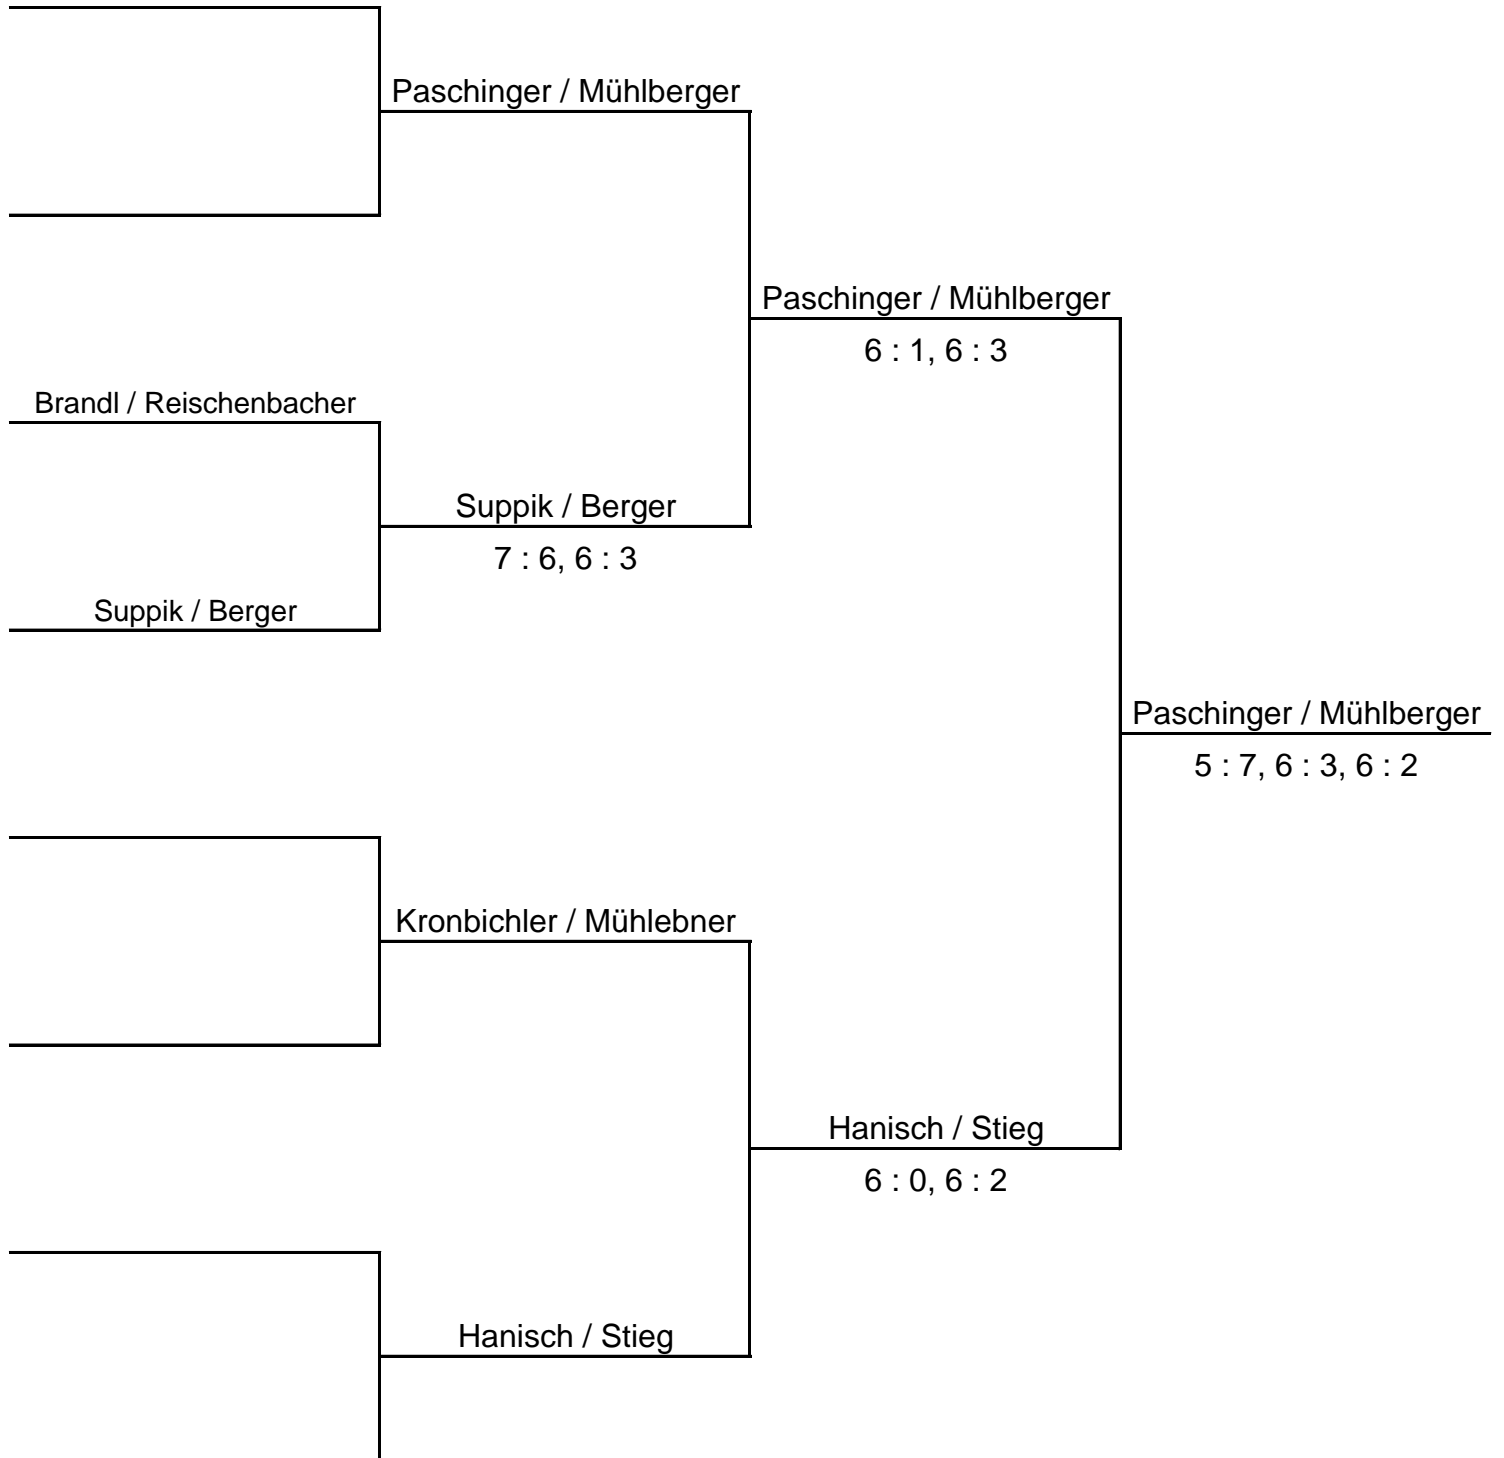 Paschinger / Mühlberger
Paschinger / Mühlberger
6 : 1, 6 : 3
Brandl / Reischenbacher
Suppik / Berger
7 : 6, 6 : 3
Suppik / Berger
Paschinger / Mühlberger
5 : 7, 6 : 3, 6 : 2
Kronbichler / Mühlebner
Hanisch / Stieg
6 : 0, 6 : 2
Hanisch / Stieg